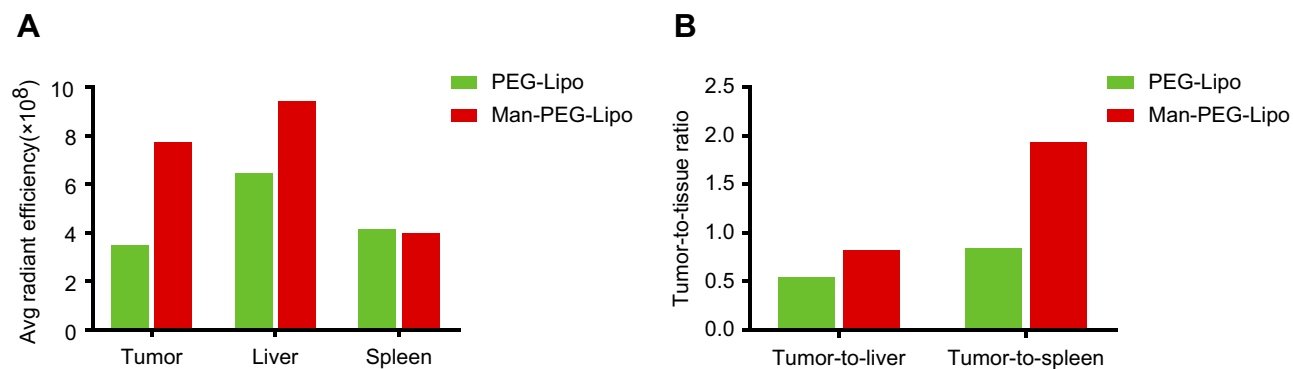 A
Avg radiant efficiency(×10⁸)
10
8
6
4
2
0
Tumor
Liver
Spleen
PEG-Lipo
Man-PEG-Lipo
B
Tumor-to-tissue ratio
2.5
2.0
1.5
1.0
0.5
0.0
Tumor-to-liver
Tumor-to-spleen
PEG-Lipo
Man-PEG-Lipo